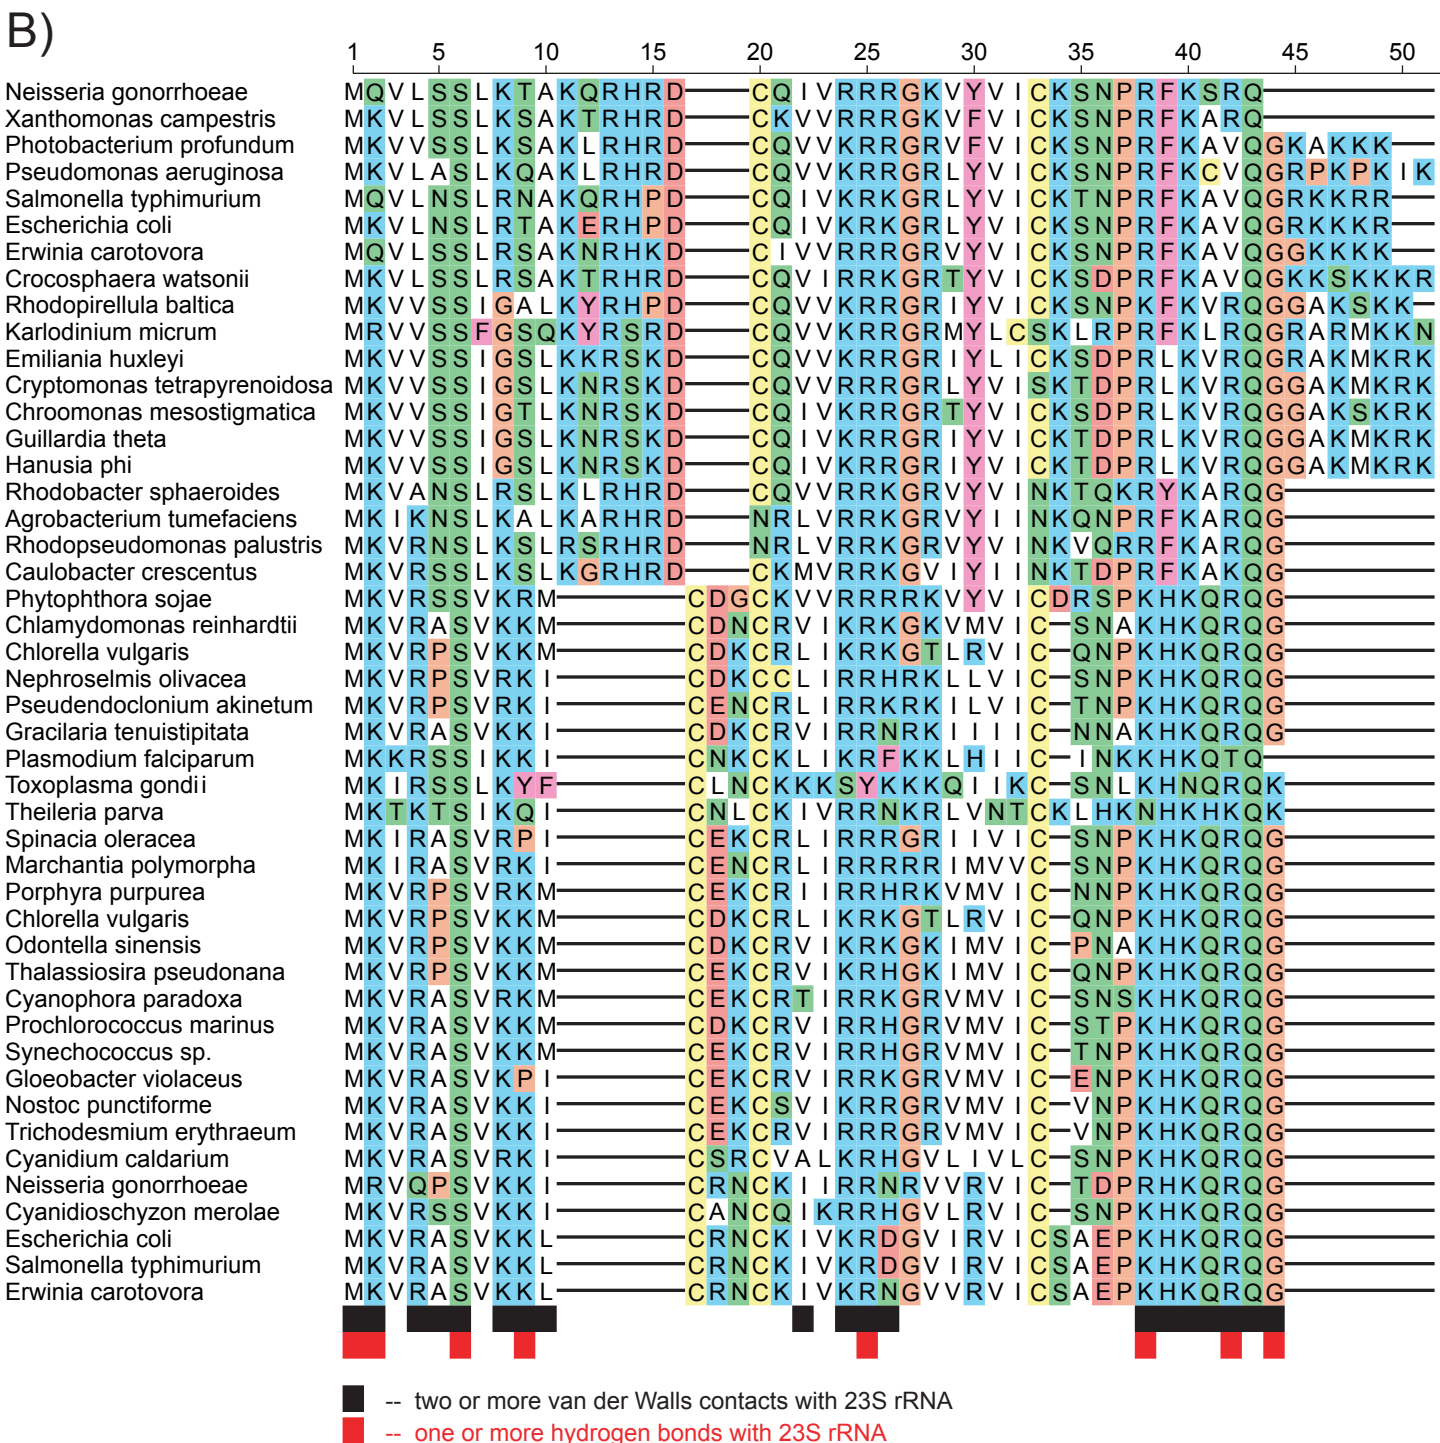 B)
1 5 10 15 20 25 30 35 40 45 50
Neisseria gonorrhoeae MQVLSSLKTAKQRHRD—CQIVRRRGKVYVICKSNPRFKSRQ—
Xanthomonas campestris MKVLSSLKSAKTRHRD—CKVVRRRGKVFVICKSNPRFKARQ—
Photobacterium profundum MKVVSSLKSAKLRHRD—CQVVKRRGRVFVICKSNPRFKAVQGKAKKK—
Pseudomonas aeruginosa MKVLASLKQAKLRHRD—CQVVKRRGRLYVICKSNPRFKCVQGRPKPKIK
Salmonella typhimurium MQVLNSLRNAKQRHPD—CQIVKRKGRLYVICKTNPRFKAVQGRKKRR—
Escherichia coli MKVLNSLRTAKERHPD—CQIVKRKGRLYVICKSNPRFKAVQGRKKKR—
Erwinia carotovora MQVLSSLRSAKNRHKD—CIVVRRRGRVYVICKSNPRFKAVQGGKKKK—
Crocosphaera watsonii MKVLSSLRSAKTRHKD—CQVIRRKGRTYVICKSDPRFKAVQGKKSKKKR
Rhodopirellula baltica MKVVSSIGALKYRHPD—CQVVKRRGRIYVICKSNPKFKVRQGGAKSKK—
Karlodinium micrum MRVVSSFGSQKYRSRD—CQVVKRRGRMYLCSKLRPRFKLRQGRARMKKN
Emiliania huxleyi MKVVSSIGSLKKRSKD—CQVVKRRGRIYLICKSDPRLKVRQGRAKMKRK
Cryptomonas tetrapyrenoidosa MKVVSSIGSLKNRSKD—CQVVRRRGRLYVISKTDPRLKVRQGGAKMKRK
Chroomonas mesostigmatica MKVVSSIGTLKNRSKD—CQIVKRRGRTYVICKSDPRLKVRQGGAKSKRK
Guillardia theta MKVVSSIGSLKNRSKD—CQIVKRRGRIYVICKTDPRLKVRQGGAKMKRK
Hanusia phi MKVVSSIGSLKNRSKD—CQIVKRRGRIYVICKTDPRLKVRQGGAKMKRK
Rhodobacter sphaeroides MKVANSLRSLKLRHRD—CQVVRRKGRVYVINKTQKRYKARQG—
Agrobacterium tumefaciens MKIKNSLKALKARHRD—NRLVRRKGRVYIINKQNPRFKARQG—
Rhodopseudomonas palustris MKVRNSLKSLRSRHRD—NRLVRRKGRVYVINKVQRRFKARQG—
Caulobacter crescentus MKVRSSLKSLKGRHRD—CKMVRRKGVIYIINKTDPRFKAKQG—
Phytophthora sojae MKVRSSVKRM—CDGCKVVRRRRKVYVICDRSPKHKQRQG—
Chlamydomonas reinhardtii MKVRASVKKM—CDNCRVIKRKGKVMVIC—SNAKHKQRQG—
Chlorella vulgaris MKVRPSVKKM—CDKCRLIKRKGTLRVIC—QNPKHKQRQG—
Nephroselmis olivacea MKVRPSVRKI—CDKCCLIRRHRKLLVIC—SNPKHKQRQG—
Pseudendoclonium akinetum MKVRPSVRKI—CENCRLIRRKRKILVIC—TNPKHKQRQG—
Gracilaria tenuistipitata MKVRASVRKI—CDKCRVIRRNRKIIIIC—NNAKHKQRQG—
Plasmodium falciparum MKKRSSIKKI—CNKCKLIKRFKKLHIIC—INKKHKQTQ—
Toxoplasma gondii MKIRSSLKYF—CLNCKKKSYKKKQIIKC—SNLKHNQRQK—
Theileria parva MKTKTSIKQI—CNLCKIVRRNKRLVNTCKLHKNHKHKQK—
Spinacia oleracea MKIRASVRPI—CEKCRLIRRRGRIIVIC—SNPKHKQRQG—
Marchantia polymorpha MKIRASVRKI—CENCRLIRRRRRIMVVC—SNPKHKQRQG—
Porphyra purpurea MKVRPSVRKM—CEKCRIIRRHRKVMVIC—NNPKHKQRQG—
Chlorella vulgaris MKVRPSVKKM—CDKCRLIKRKGTLRVIC—QNPKHKQRQG—
Odontella sinensis MKVRPSVKKM—CDKCRVIKRKGKIMVIC—PNAKHKQRQG—
Thalassiosira pseudonana MKVRPSVKKM—CEKCRVIKRHGKIMVIC—QNPKHKQRQG—
Cyanophora paradoxa MKVRASVRKM—CEKCRTIRRKGRVMVIC—SNSKHKQRQG—
Prochlorococcus marinus MKVRASVKKM—CDKCRVIRRHGRVMVIC—STPKHKQRQG—
Synechococcus sp. MKVRASVKKM—CEKCRVIRRHGRVMVIC—TNPKHKQRQG—
Gloeobacter violaceus MKVRASVKPI—CEKCRVIRRKGRVMVIC—ENPKHKQRQG—
Nostoc punctiforme MKVRASVKKI—CEKCSVIKRRGRVMVIC—VNPKHKQRQG—
Trichodesmium erythraeum MKVRASVKKI—CEKCRVIRRRGRVMVIC—VNPKHKQRQG—
Cyanidium caldarium MKVRASVRKI—CSRCVALKRHGVLIVLC—SNPKHKQRQG—
Neisseria gonorrhoeae MRVQPSVKKI—CRNCKIIRRNRVVRVIC—TDPRHKQRQG—
Cyanidioschyzon merolae MKVRSSVKKI—CANCQIKRRHGVLRVIC—SNPKHKQRQG—
Escherichia coli MKVRASVKKL—CRNCKIVKRDGVIRVICSAEPKHKQRQG—
Salmonella typhimurium MKVRASVKKL—CRNCKIVKRDGVIRVICSAEPKHKQRQG—
Erwinia carotovora MKVRASVKKL—CRNCKIVKRNGVVRVICSAEPKHKQRQG—
-- two or more van der Walls contacts with 23S rRNA
-- one or more hydrogen bonds with 23S rRNA